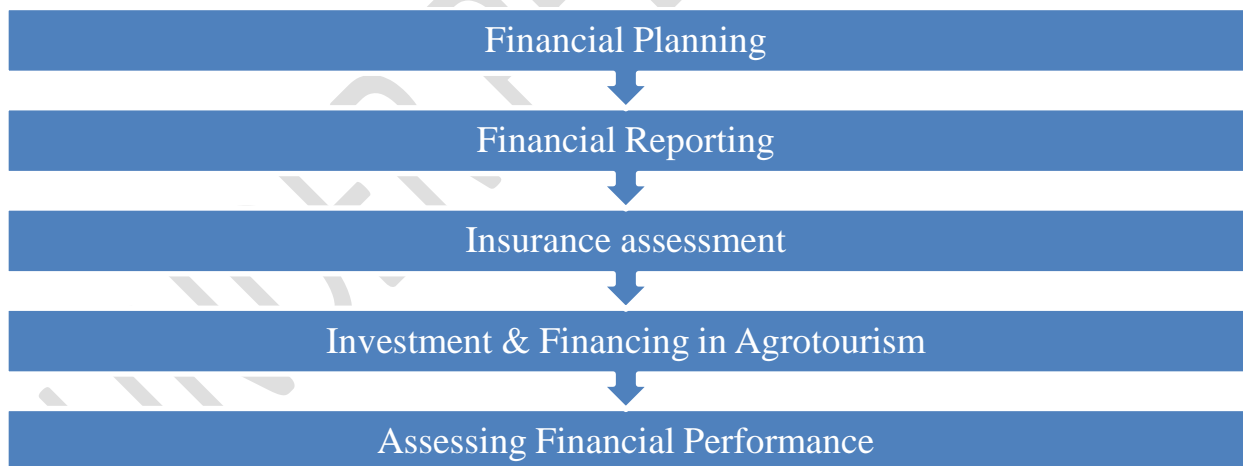 Financial Planning
Financial Reporting
Insurance assessment
Investment & Financing in Agrotourism
Assessing Financial Performance